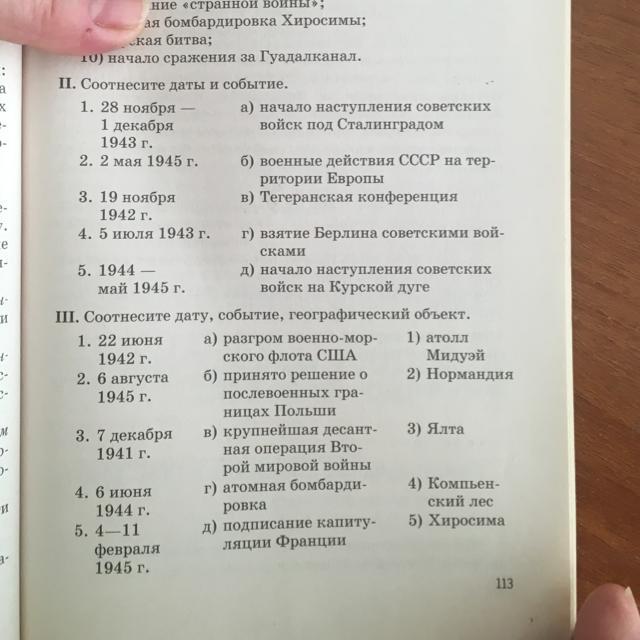 ние «странной войны»;
ая бомбардировка Хиросимы;
ская битва;
10) начало сражения за Гуадалканал.
II. Соотнесите даты и событие.
1. 28 ноября — а) начало наступления советских
1 декабря войск под Сталинградом
1943 г.
2. 2 мая 1945 г. б) военные действия СССР на тер-
ритории Европы
3. 19 ноября в) Тегеранская конференция
1942 г.
4. 5 июля 1943 г. г) взятие Берлина советскими вой-
сками
5. 1944 — д) начало наступления советских
май 1945 г. войск на Курской дуге
III. Соотнесите дату, событие, географический объект.
1. 22 июня а) разгром военно-мор- 1) атолл
1942 г. ского флота США Мидуэй
2. 6 августа б) принято решение о 2) Нормандия
1945 г. послевоенных гра-
ницах Польши
3. 7 декабря в) крупнейшая десант- 3) Ялта
1941 г. ная операция Вто-
рой мировой войны
4. 6 июня г) атомная бомбарди- 4) Компьен-
1944 г. ровка ский лес
5. 4—11 д) подписание капиту- 5) Хиросима
февраля ляции Франции
1945 г.
113